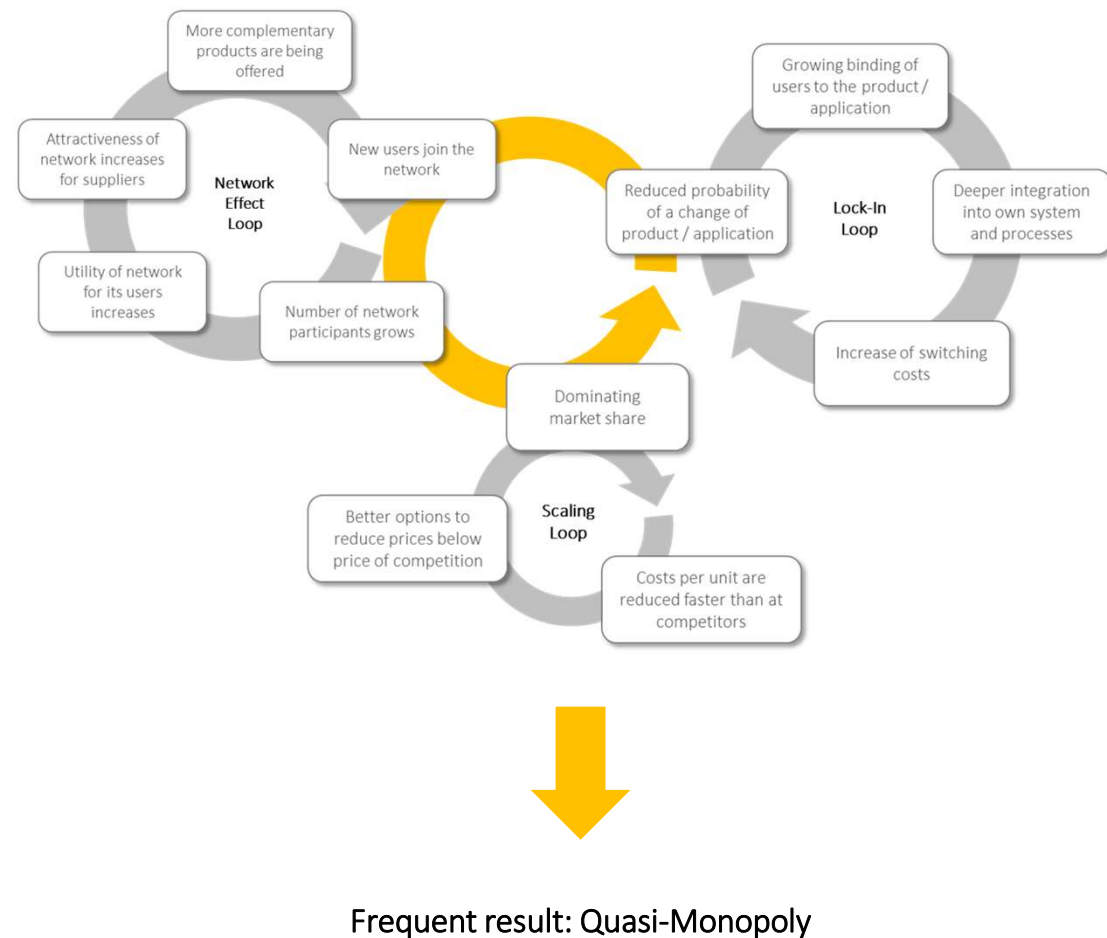 More complementary
products are being
offered
Attractiveness of
network increases
for suppliers
Network
Effect
Loop
New users join the
network
Utility of network
for its users
increases
Number of network
participants grows
Growing binding of
users to the product /
application
Reduced probability
of a change of
product / application
Lock-In
Loop
Deeper integration
into own system
and processes
Increase of switching
costs
Dominating
market share
Better options to
reduce prices below
price of competition
Scaling
Loop
Costs per unit are
reduced faster than at
competitors
Frequent result: Quasi-Monopoly